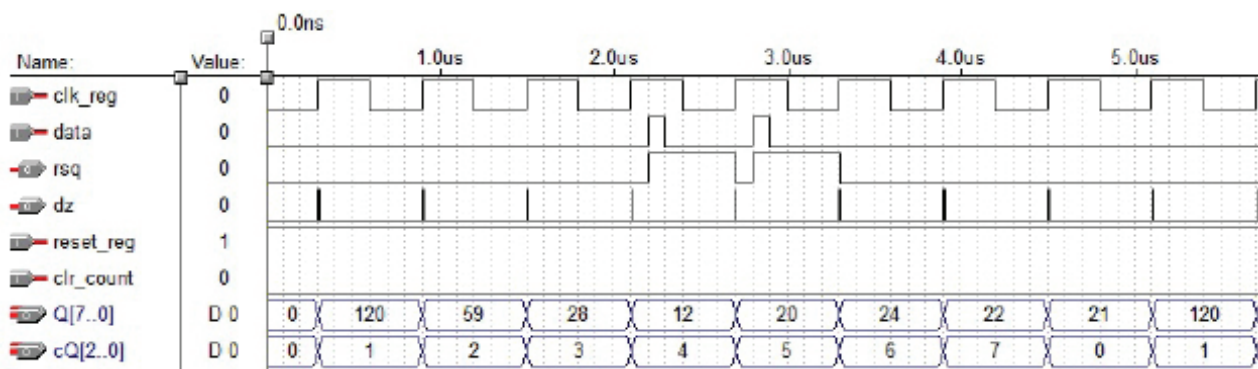 0.0ns
Name: Value: 1.0us 2.0us 3.0us 4.0us 5.0us
clk_reg 0
data 0
rsq 0
dz 0
reset_reg 1
clr_count 0
Q[7..0] D 0 0 120 59 28 12 20 24 22 21 120
cQ[2..0] D 0 0 1 2 3 4 5 6 7 0 1